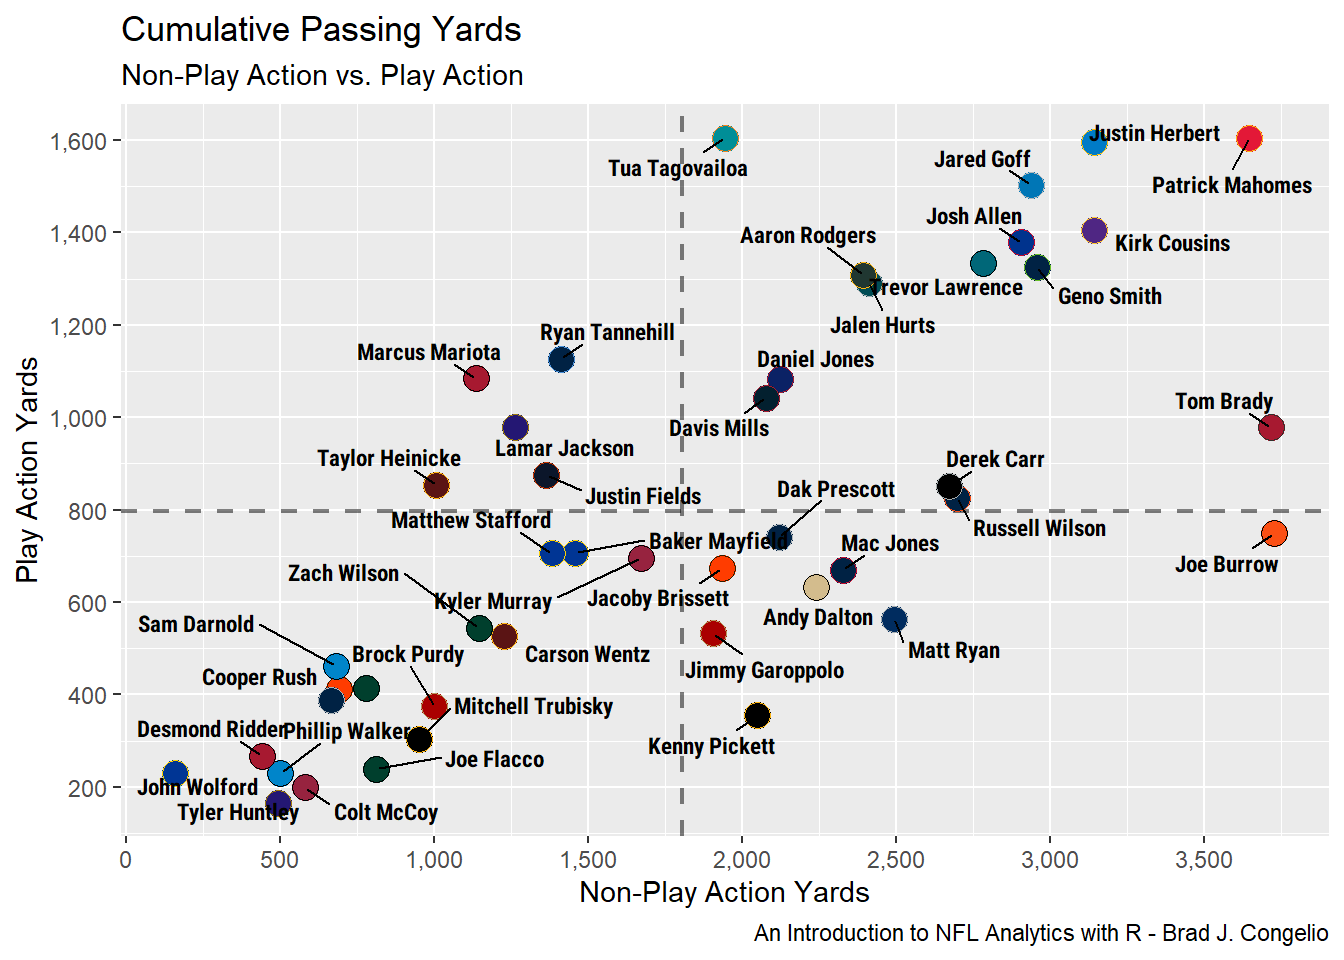 Cumulative Passing Yards
Non-Play Action vs. Play Action
1,600
1,400
1,200
1,000
800
600
400
200
Play Action Yards
Justin Herbert
Tua Tagovailoa
Jared Goff
Patrick Mahomes
Josh Allen
Aaron Rodgers
Kirk Cousins
Trevor Lawrence
Geno Smith
Jalen Hurts
Ryan Tannehill
Marcus Mariota
Daniel Jones
Tom Brady
Davis Mills
Lamar Jackson
Taylor Heinicke
Derek Carr
Justin Fields
Dak Prescott
Matthew Stafford
Russell Wilson
Baker Mayfield
Mac Jones
Joe Burrow
Zach Wilson
Kyler Murray
Jacoby Brissett
Andy Dalton
Sam Darnold
Matt Ryan
Brock Purdy
Carson Wentz
Jimmy Garoppolo
Cooper Rush
Mitchell Trubisky
Desmond Ridder
Phillip Walker
Kenny Pickett
Joe Flacco
John Wolford
Tyler Huntley
Colt McCoy
0
500
1,000
1,500
2,000
2,500
3,000
3,500
Non-Play Action Yards
An Introduction to NFL Analytics with R - Brad J. Congelio